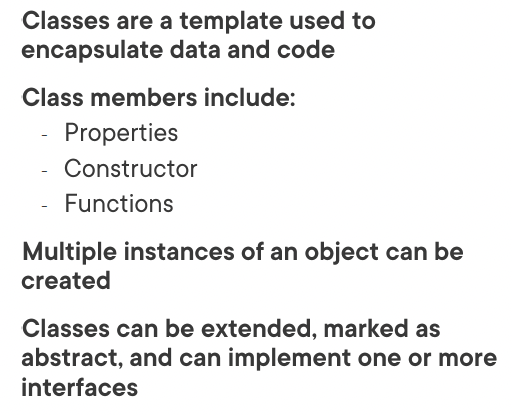 Classes are a template used to
encapsulate data and code
Class members include:
- Properties
- Constructor
- Functions
Multiple instances of an object can be
created
Classes can be extended, marked as
abstract, and can implement one or more
interfaces